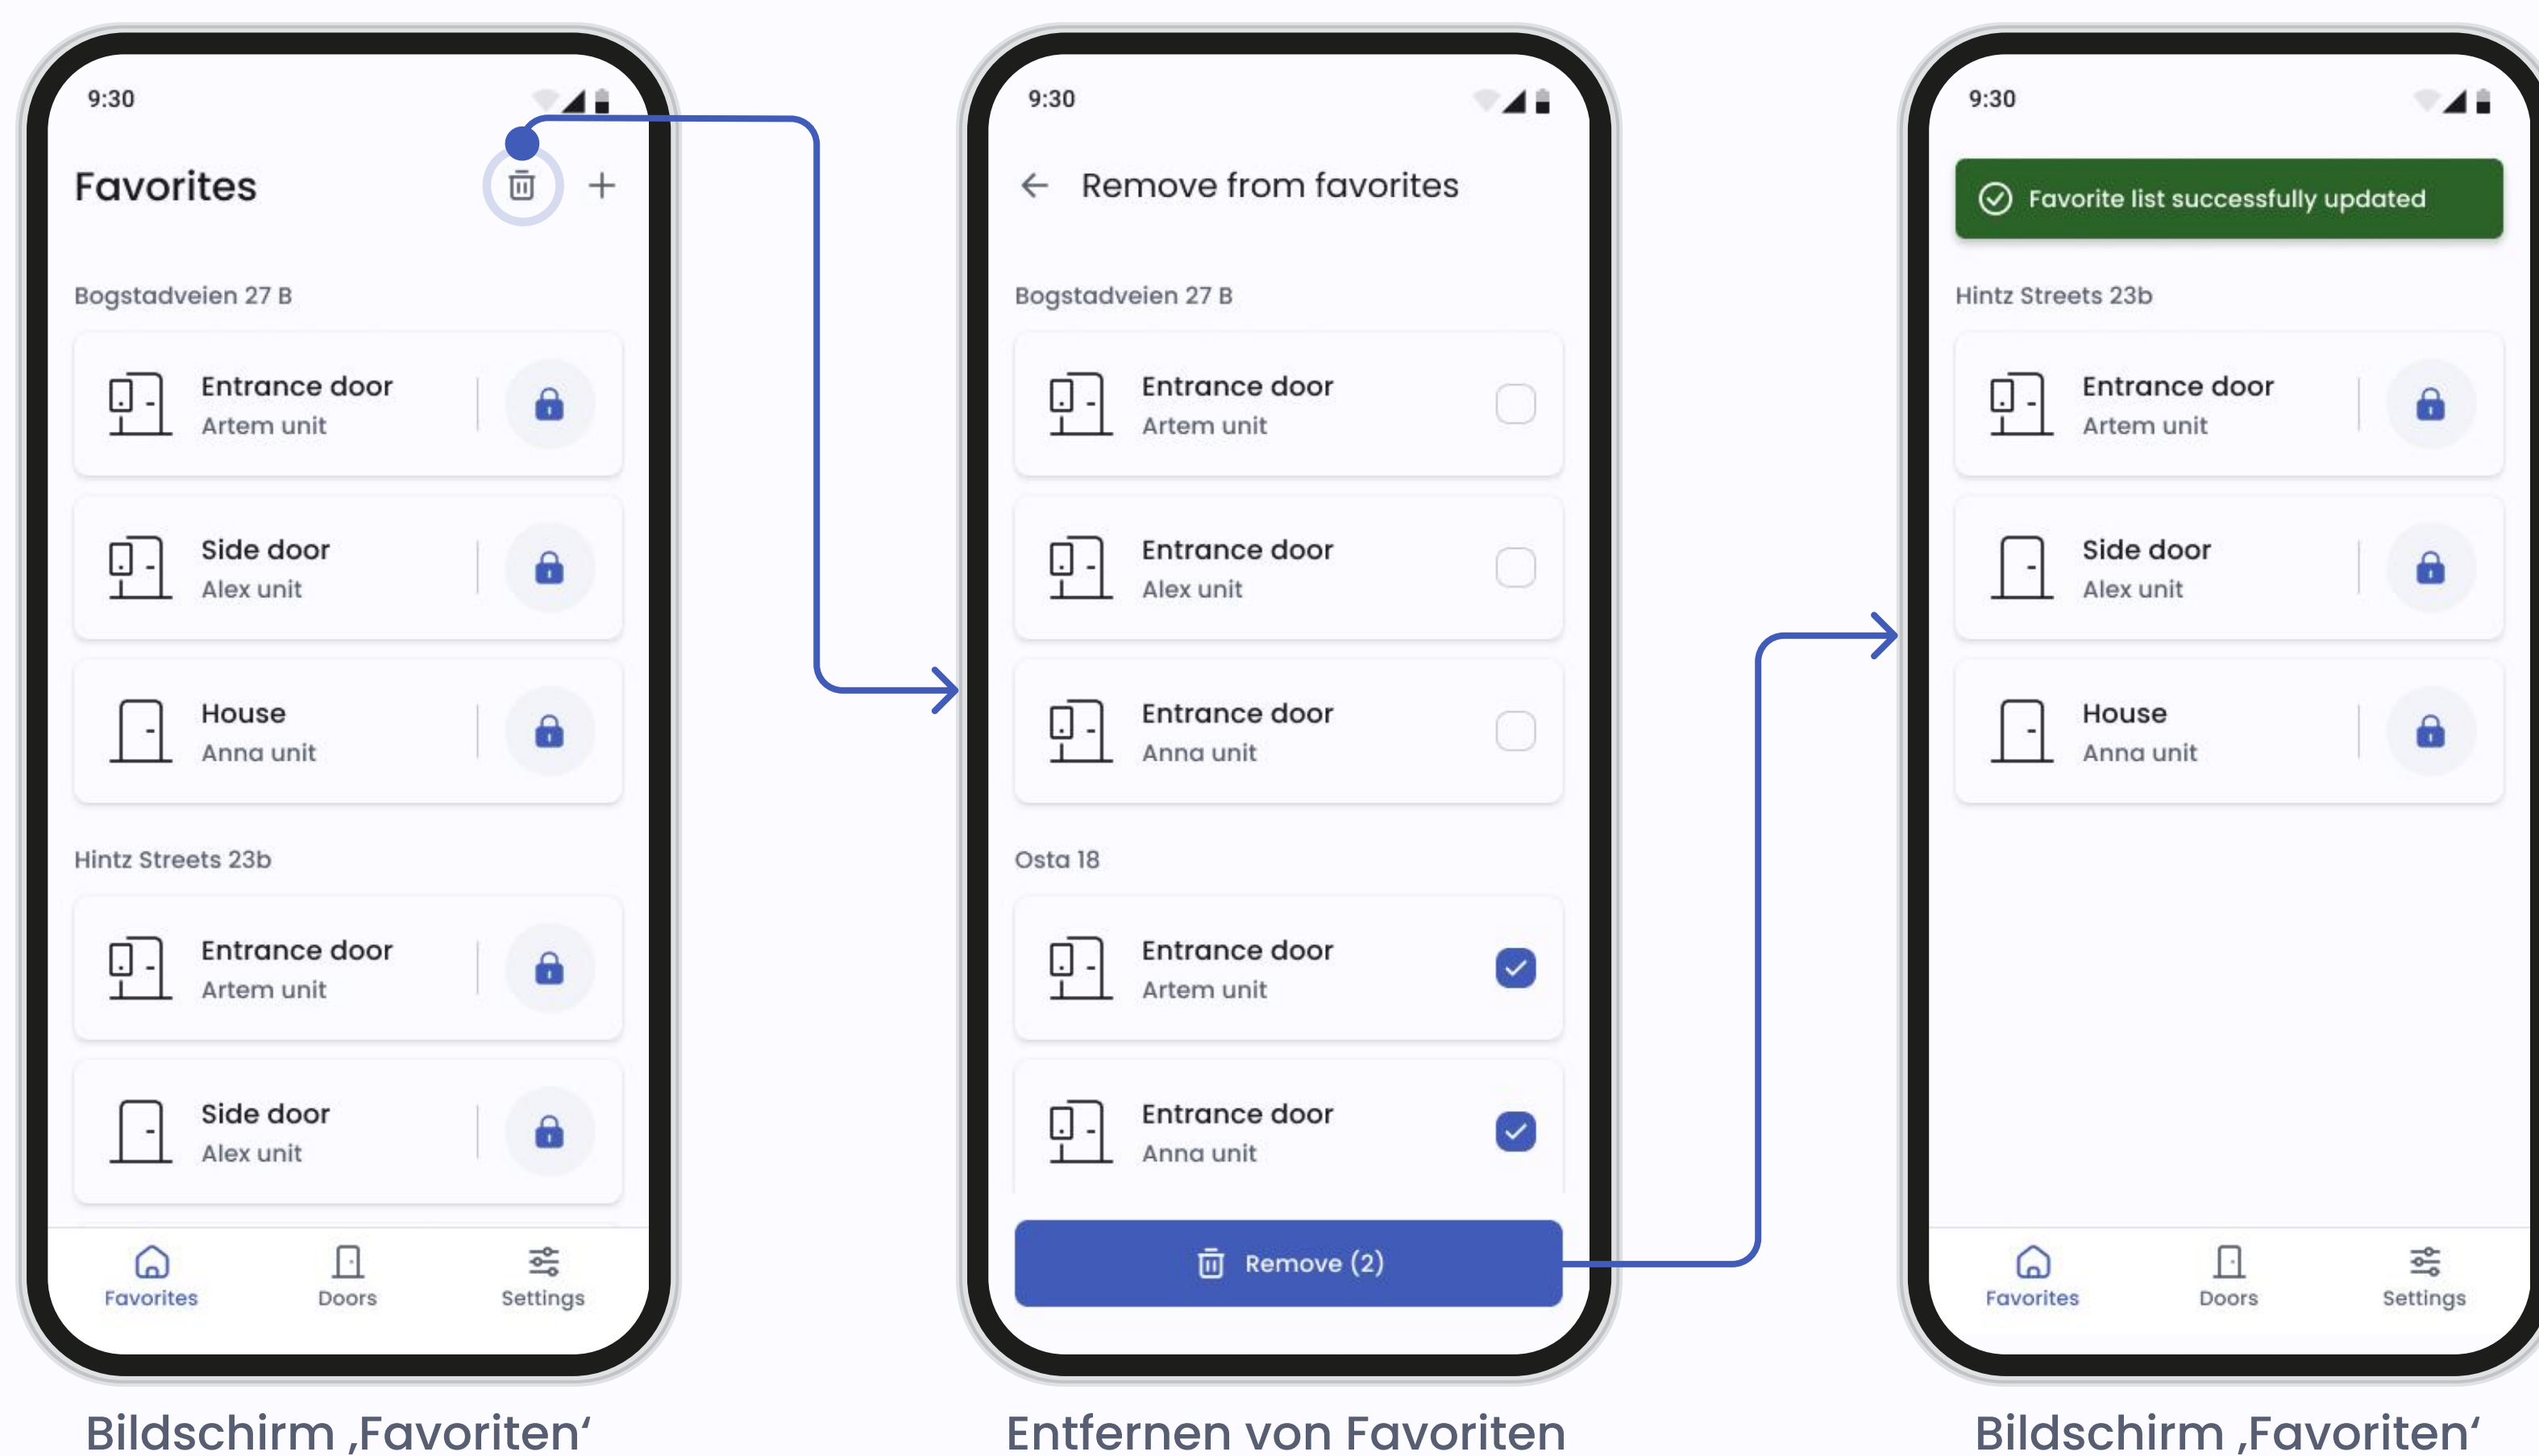 9:30
Favorites
Bogstadveien 27 B
Entrance door
Artem unit
Side door
Alex unit
House
Anna unit
Hintz Streets 23b
Entrance door
Artem unit
Side door
Alex unit
Favorites
Doors
Settings
Bildschirm ‚Favoriten‘
9:30
Remove from favorites
Bogstadveien 27 B
Entrance door
Artem unit
Entrance door
Alex unit
Entrance door
Anna unit
Osta 18
Entrance door
Artem unit
Entrance door
Anna unit
Remove (2)
Entfernen von Favoriten
9:30
Favorite list successfully updated
Hintz Streets 23b
Entrance door
Artem unit
Side door
Alex unit
House
Anna unit
Favorites
Doors
Settings
Bildschirm ‚Favoriten‘